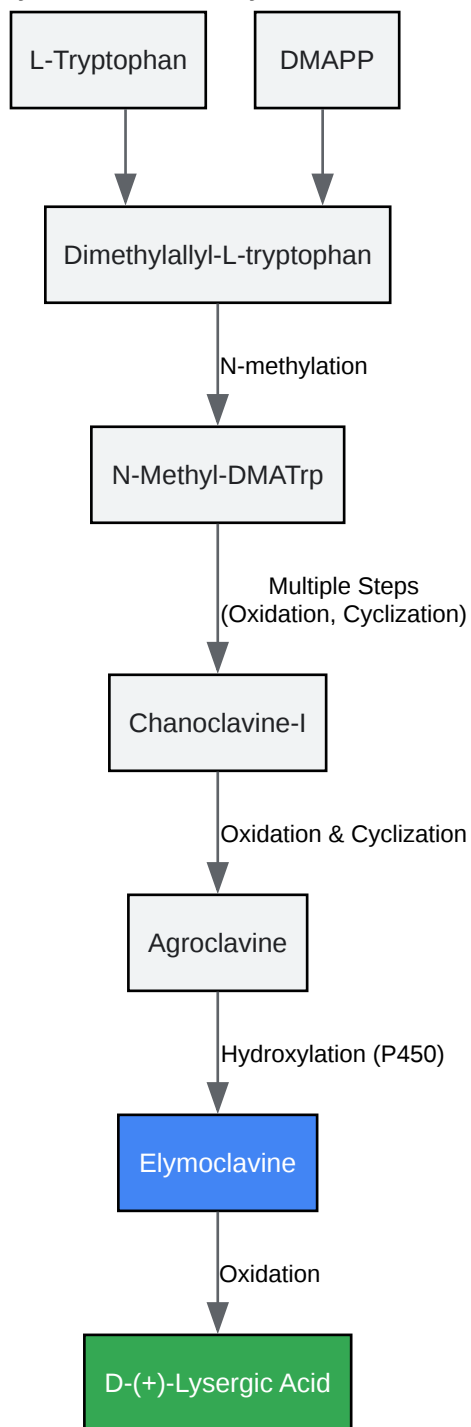 L-Tryptophan
DMAPP
Dimethylallyl-L-tryptophan
N-methylation
N-Methyl-DMATrp
Multiple Steps
(Oxidation, Cyclization)
Chanoclavine-I
Oxidation & Cyclization
Agroclavine
Hydroxylation (P450)
Elymoclavine
Oxidation
D-(+)-Lysergic Acid